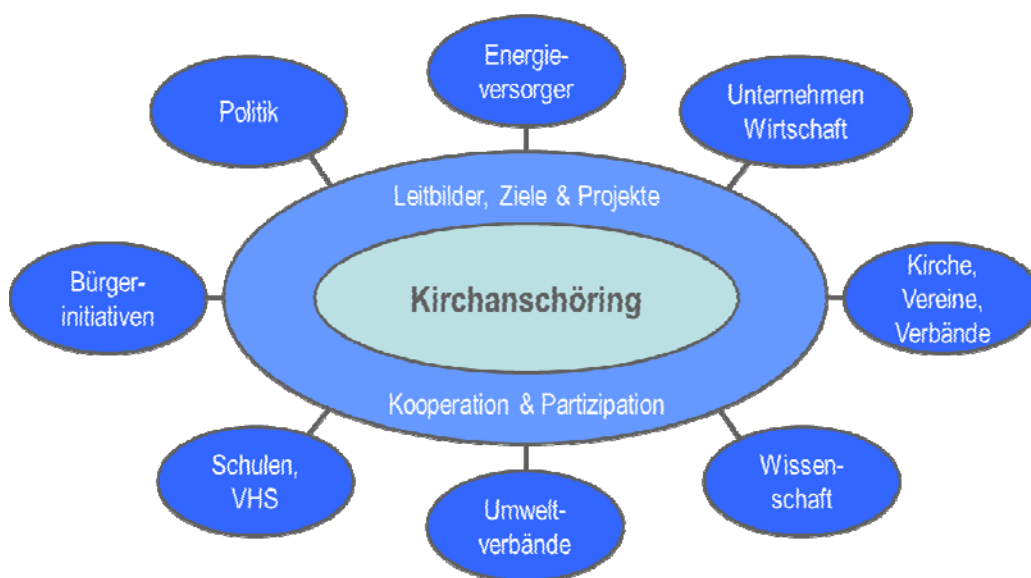 Energie-
versorger
Politik
Unternehmen
Wirtschaft
Leitbilder, Ziele & Projekte
Bürger-
initiativen
Kirchanschöring
Kirche,
Vereine,
Verbände
Kooperation & Partizipation
Schulen,
VHS
Umwelt-
verbände
Wissen-
schaft